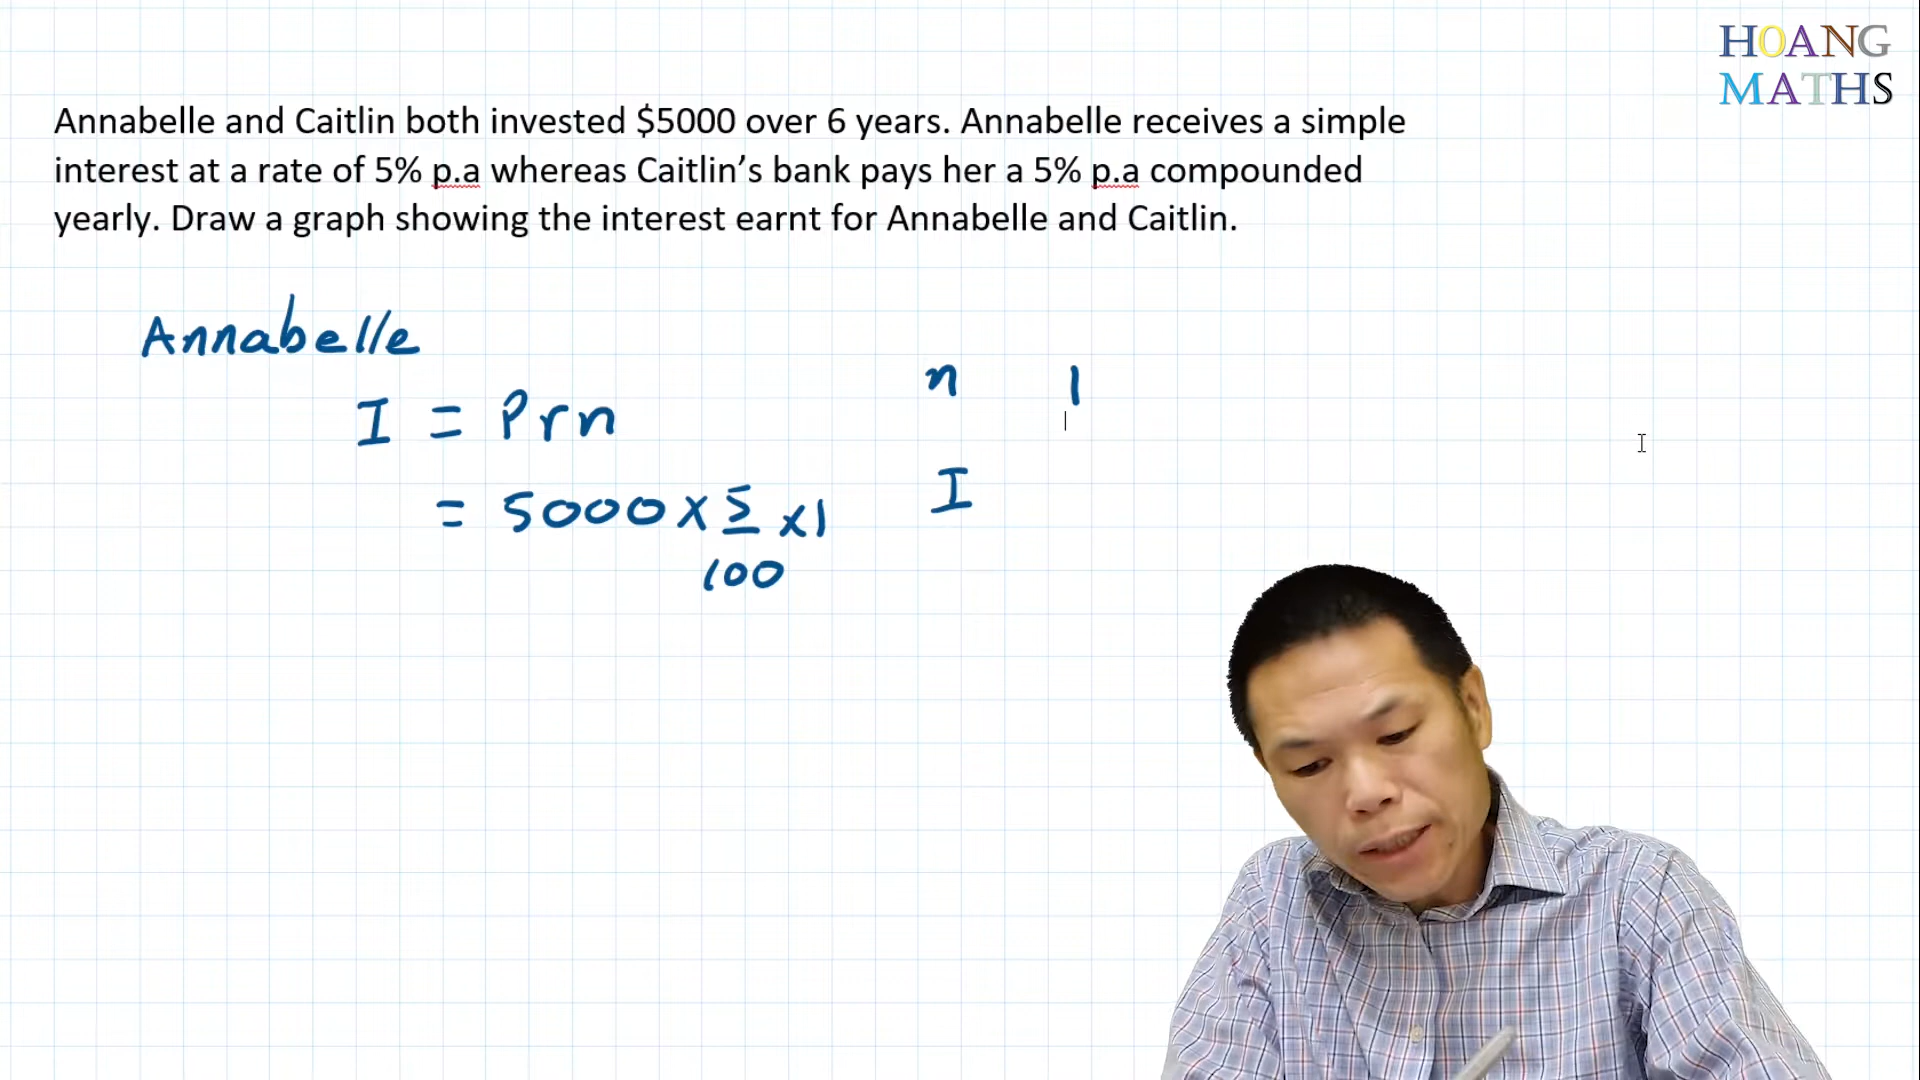 HOANG
MATHS
Annabelle and Caitlin both invested $5000 over 6 years. Annabelle receives a simple
interest at a rate of 5% p.a whereas Caitlin’s bank pays her a 5% p.a compounded
yearly. Draw a graph showing the interest earnt for Annabelle and Caitlin.
Annabelle
I = Prn
= 5000 x 5 x 1
100
n 1
I